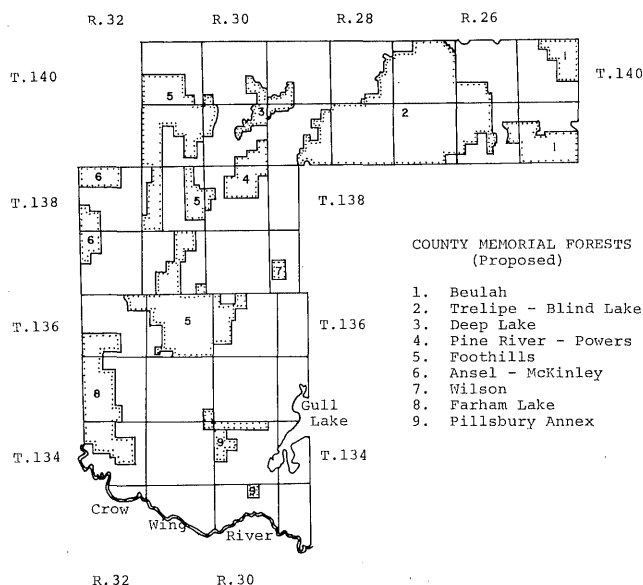 R.32 R.30 R.28 R.26
T.140 T.140
1
5
3
2
1
6 4
T.138 5 T.138
6
7
COUNTY MEMORIAL FORESTS
(Proposed)
1. Beulah
2. Trelipe - Blind Lake
3. Deep Lake
4. Pine River - Powers
5. Foothills
6. Ansel - McKinley
7. Wilson
8. Farham Lake
9. Pillsbury Annex
T.136 5 T.136
8
Gull
Lake
T.134 9 T.134
9
Crow
Wing
River
R.32 R.30